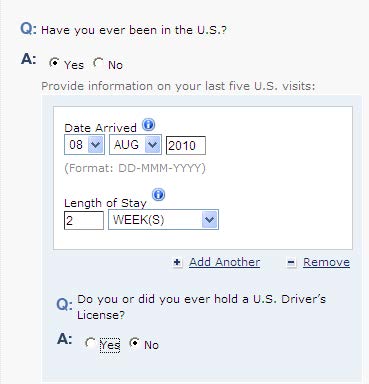 Q: Have you ever been in the U.S.?
A: Yes No
Provide information on your last five U.S. visits:
Date Arrived
08 AUG 2010
(Format: DD-MMM-YYYY)
Length of Stay
2 WEEK(S)
Add Another Remove
Q: Do you or did you ever hold a U.S. Driver's
License?
A: Yes No